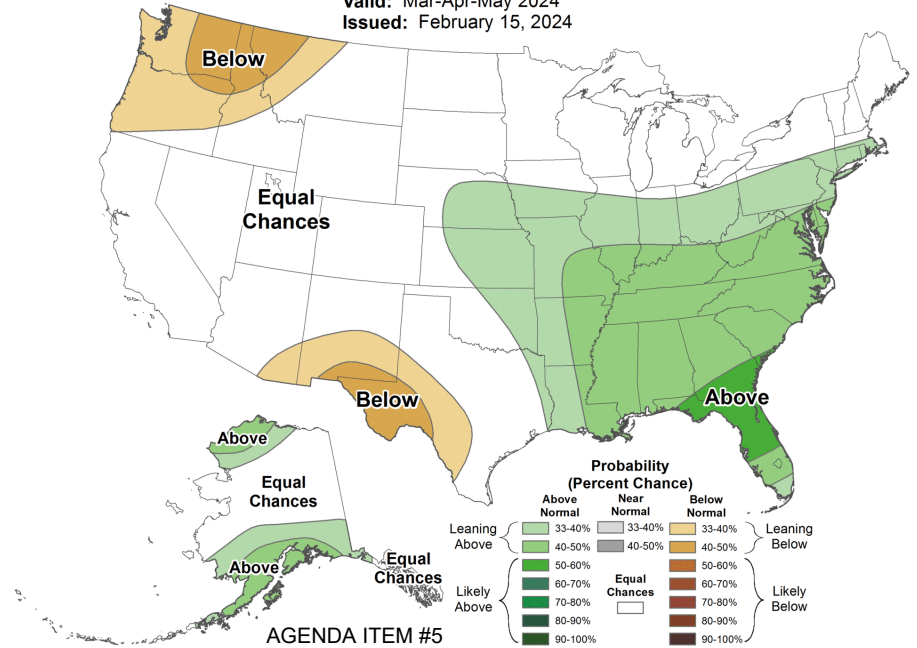 Valid: Mar-Apr-May 2024
Issued: February 15, 2024
Below
Equal
Chances
Below
Above
Above
Equal
Chances
Above
Equal
Chances
AGENDA ITEM #5
Probability
(Percent Chance)
Above
Normal
Near
Normal
Below
Normal
Leaning
Above
33-40%
40-50%
33-40%
40-50%
33-40%
40-50%
Leaning
Below
Likely
Above
50-60%
60-70%
70-80%
80-90%
90-100%
Equal
Chances
50-60%
60-70%
70-80%
80-90%
90-100%
Likely
Below